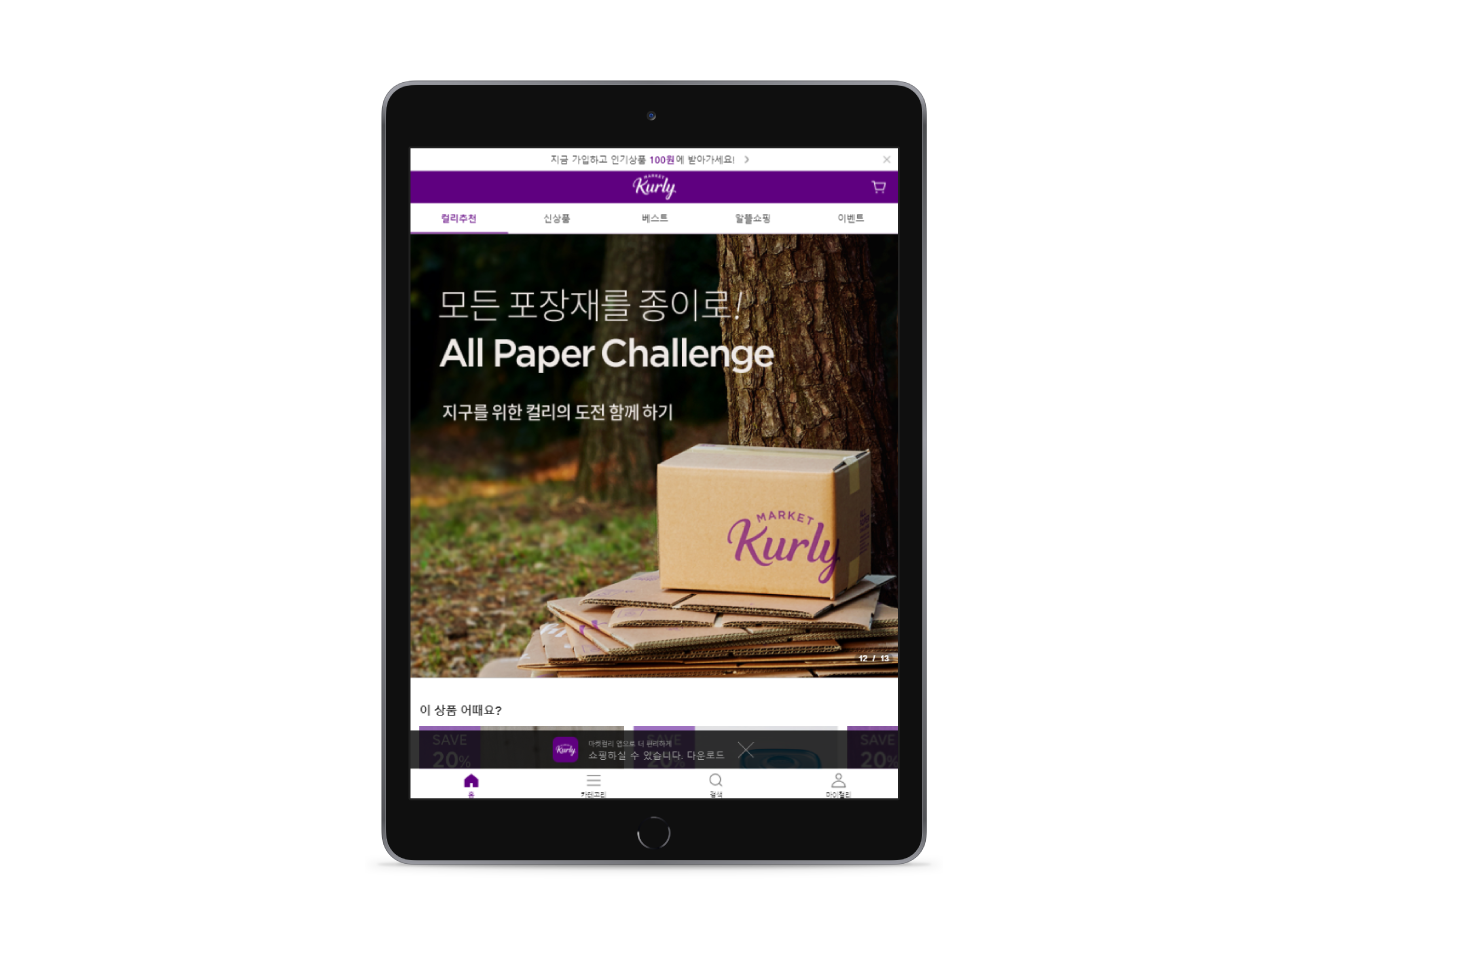 지금 가입하고 인기상품 100원에 받아가세요!
MARKET
Kurly
컬리추천 신상품 베스트 알뜰쇼핑 이벤트
모든 포장재를 종이로!
All Paper Challenge
지구를 위한 컬리의 도전 함께 하기
MARKET
Kurly
12 / 13
이 상품 어때요?
SAVE SAVE SAVE
20% 20% 20%
Kurly
마켓컬리 앱으로 더 편리하게
쇼핑하실 수 있습니다. 다운로드
홈 카테고리 검색 마이컬리